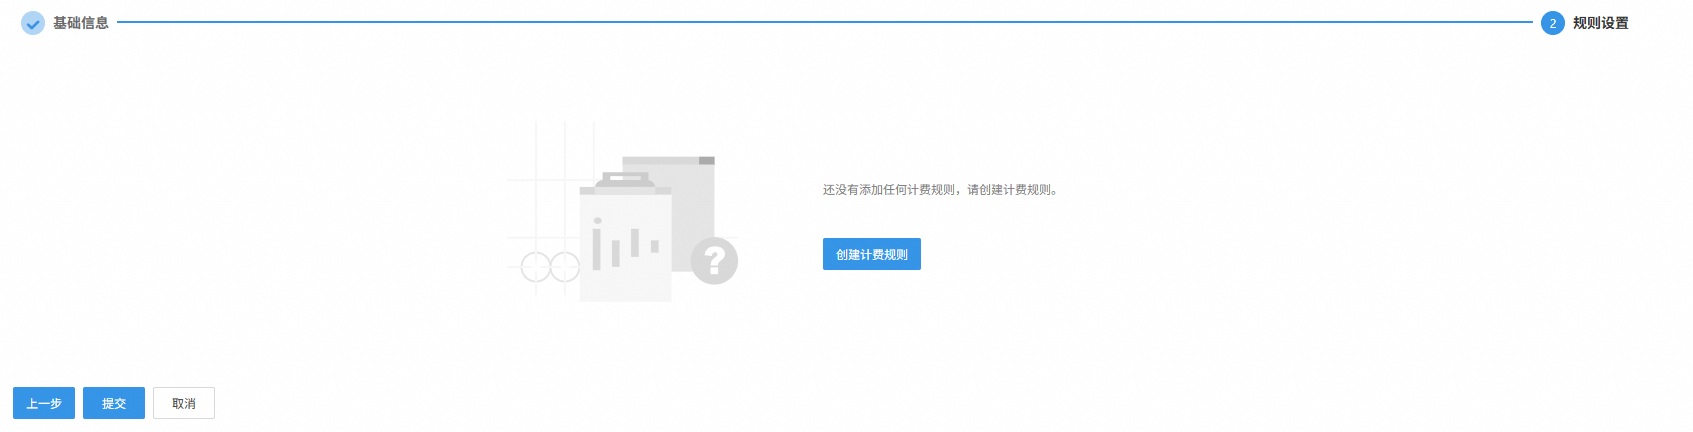 基础信息
2 规则设置
还没有添加任何计费规则，请创建计费规则。
创建计费规则
上一步 提交 取消